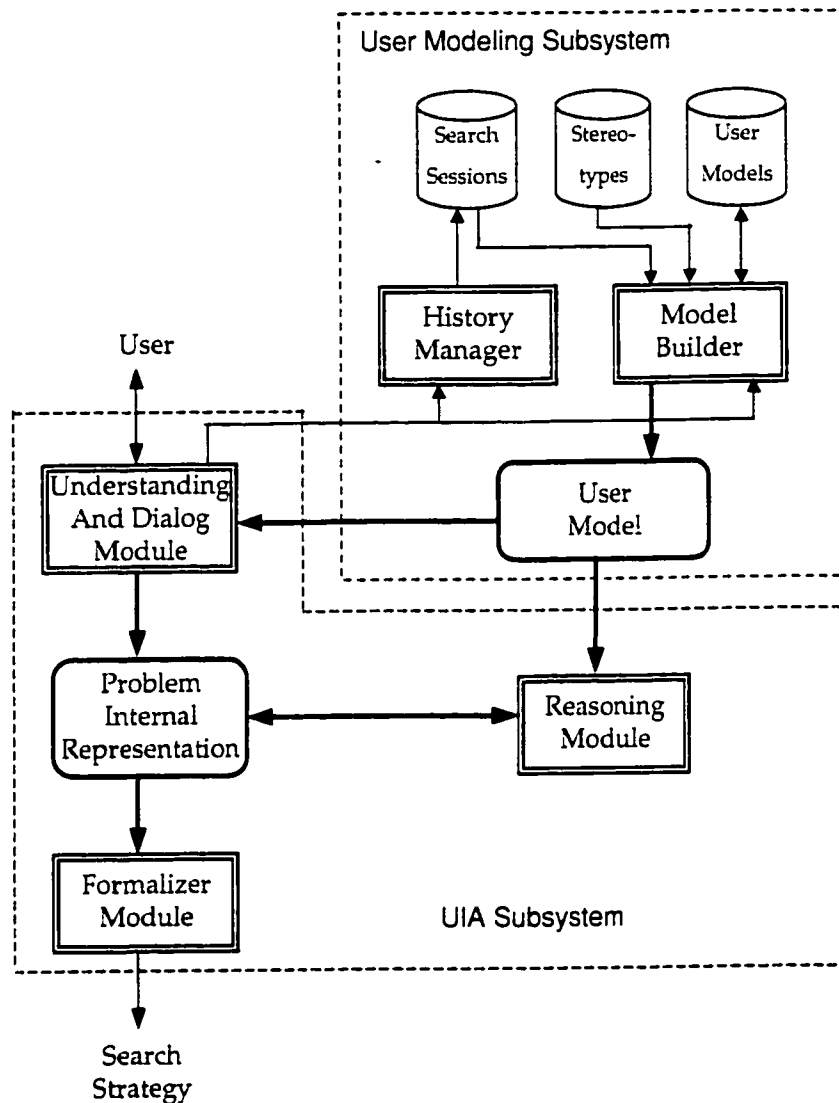 User Modeling Subsystem
Search
Sessions
Stereo-
types
User
Models
History
Manager
Model
Builder
User
Understanding
And Dialog
Module
User
Model
Problem
Internal
Representation
Reasoning
Module
Formalizer
Module
UIA Subsystem
Search
Strategy